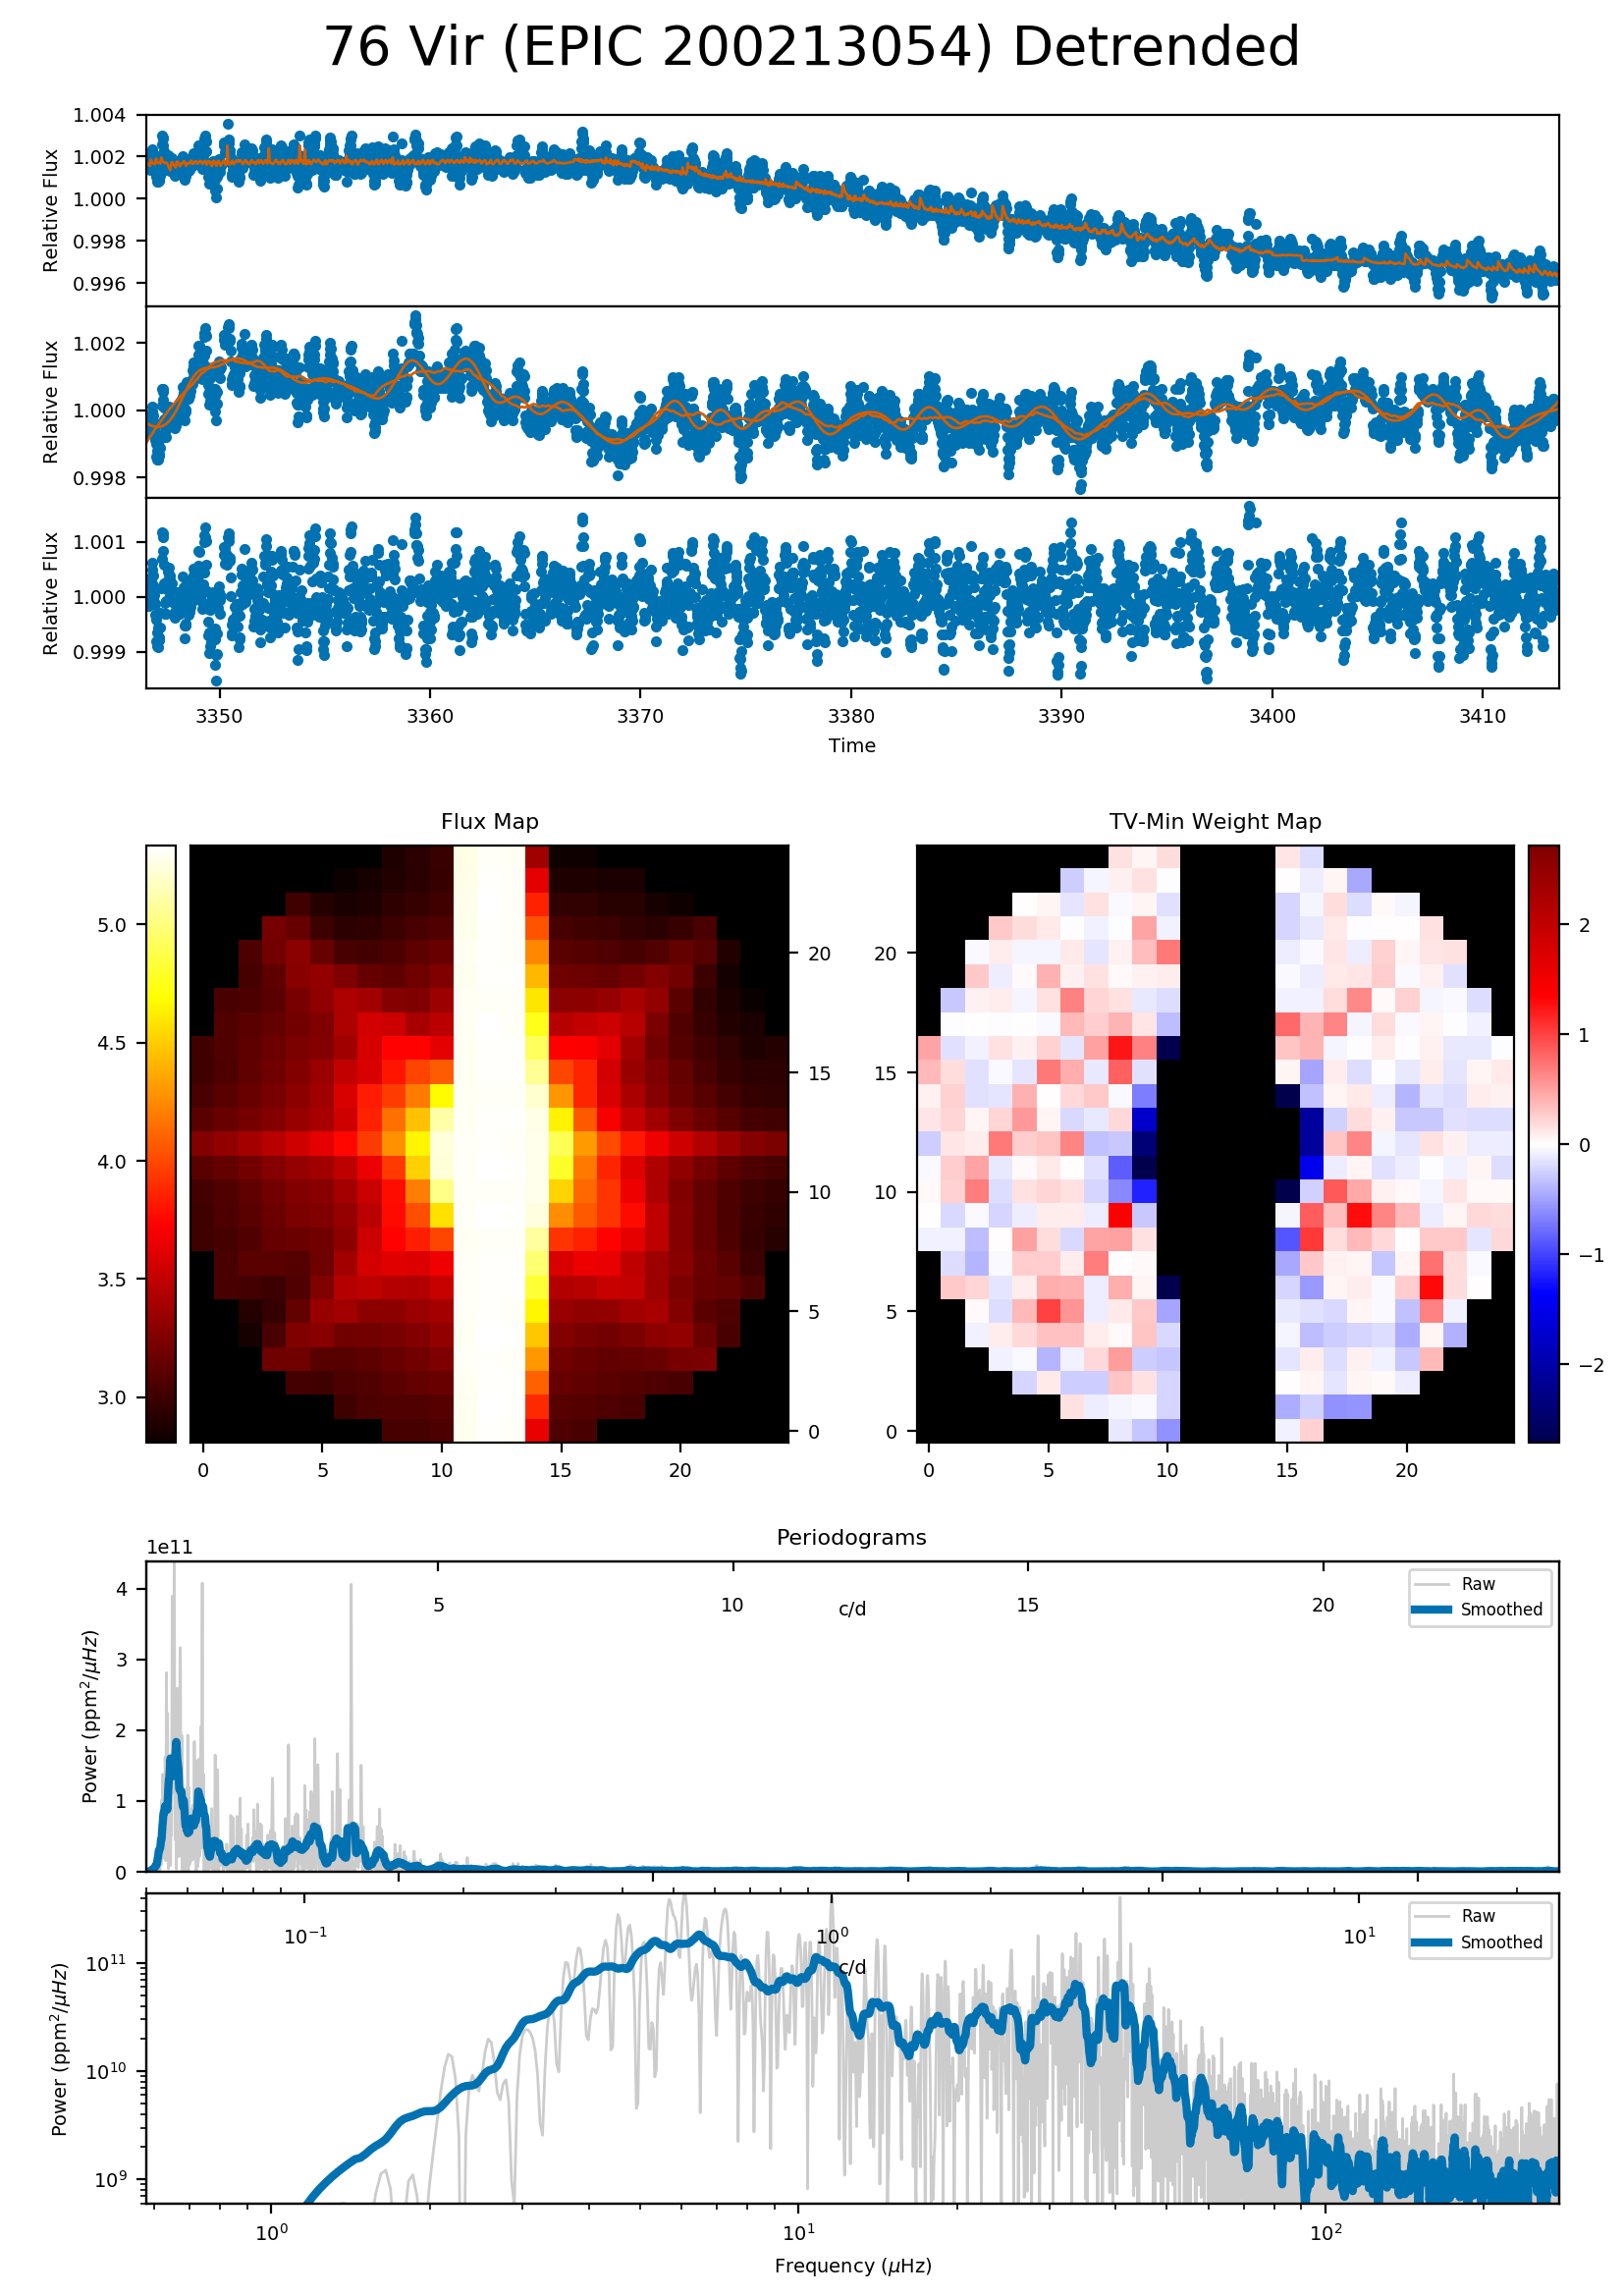 76 Vir (EPIC 200213054) Detrended
1.004
1.002
1.000
0.998
0.996
Relative Flux
1.002
1.000
0.998
Relative Flux
1.001
1.000
0.999
Relative Flux
3350 3360 3370 3380 3390 3400 3410
Time
Flux Map
5.0
4.5
4.0
3.5
3.0
20
15
10
5
0
0 5 10 15 20
TV-Min Weight Map
20
15
10
5
0
0 5 10 15 20
2
1
0
−1
−2
Periodograms
1e11
4
3
2
1
0
Power (ppm²/μHz)
5 10 15 20
c/d
Raw
Smoothed
10⁻¹ 10⁰ 10¹
c/d
Raw
Smoothed
10¹¹
10¹⁰
10⁹
Power (ppm²/μHz)
10⁰ 10¹ 10²
Frequency (μHz)